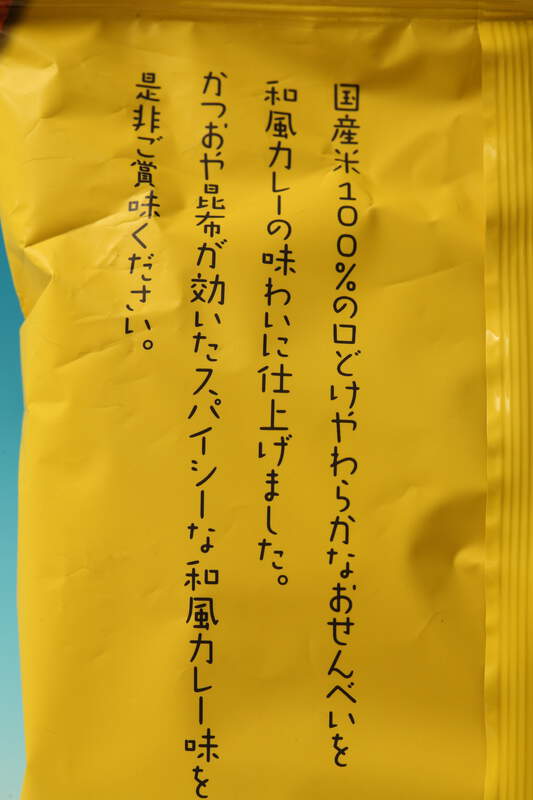 国産米100%の口どけやわらかなおせんべいを
和風カレーの味わいに仕上げました。
かつおや昆布が効いたスパイシーな和風カレー味を
是非ご賞味ください。